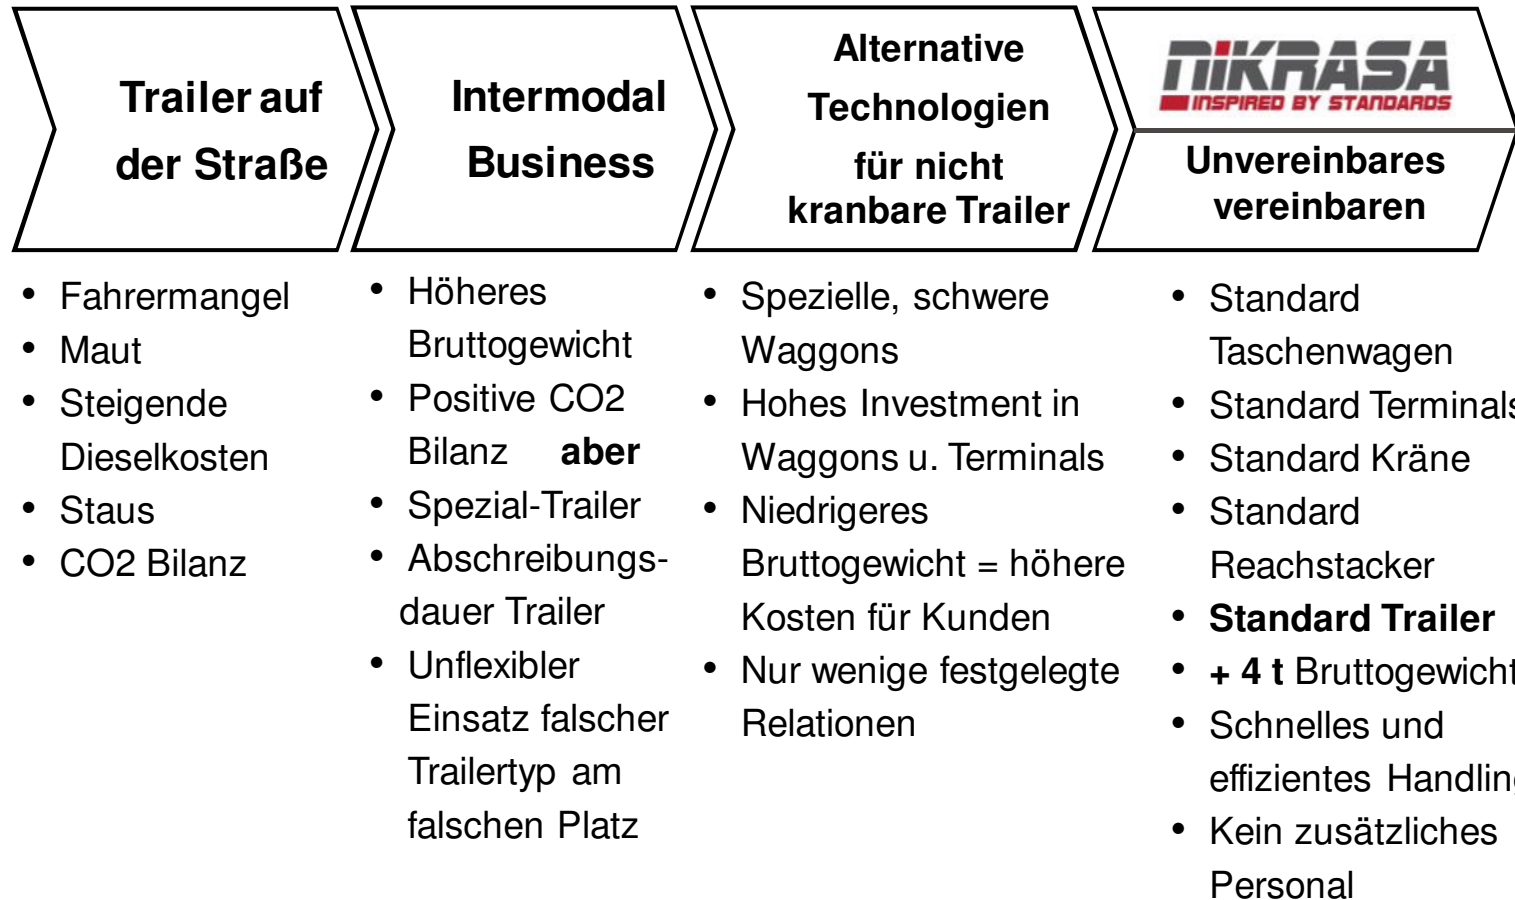 Trailer auf
der Straße
Intermodal
Business
Alternative
Technologien
für nicht
kranbare Trailer
NIKRASA
INSPIRED BY STANDARDS
Unvereinbares
vereinbaren
• Fahrermangel
• Maut
• Steigende
Dieselkosten
• Staus
• CO2 Bilanz
• Höheres
Bruttogewicht
• Positive CO2
Bilanz aber
• Spezial-Trailer
• Abschreibungs-
dauer Trailer
• Unflexibler
Einsatz falscher
Trailertyp am
falschen Platz
• Spezielle, schwere
Waggons
• Hohes Investment in
Waggons u. Terminals
• Niedrigeres
Bruttogewicht = höhere
Kosten für Kunden
• Nur wenige festgelegte
Relationen
• Standard
Taschenwagen
• Standard Terminals
• Standard Kräne
• Standard
Reachstacker
• Standard Trailer
• + 4 t Bruttogewicht
• Schnelles und
effizientes Handling
• Kein zusätzliches
Personal